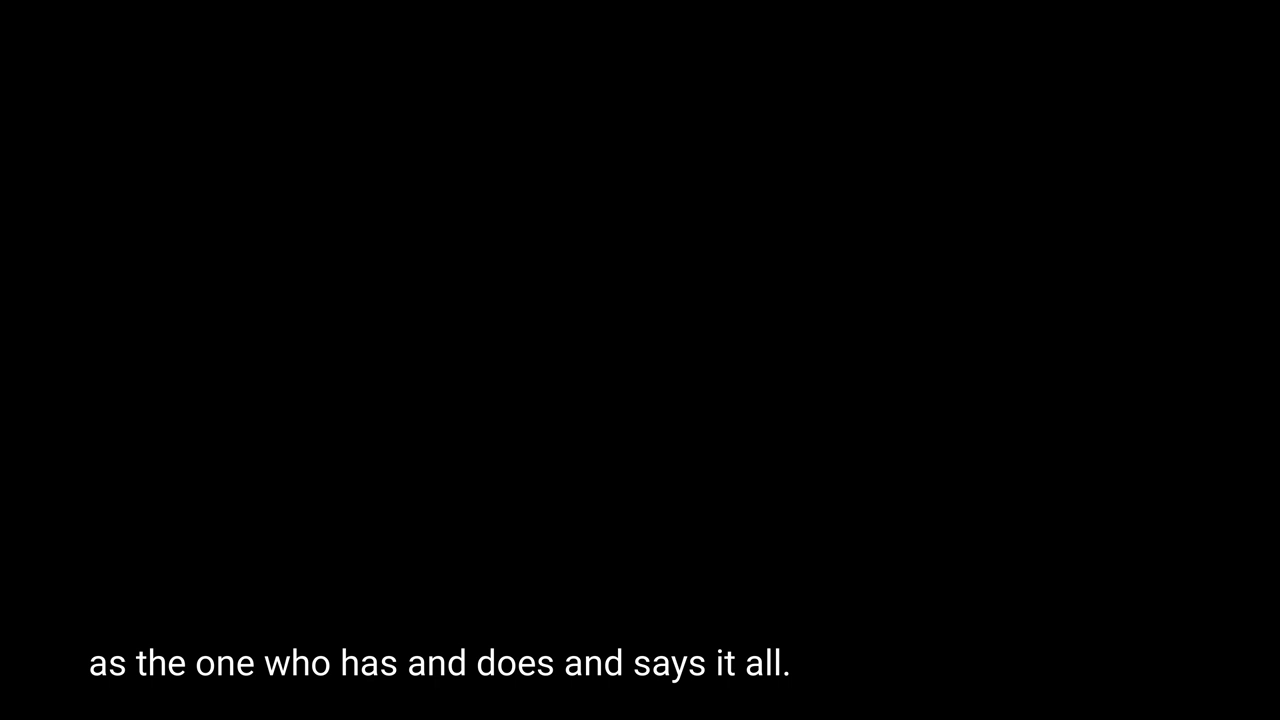 as the one who has and does and says it all.